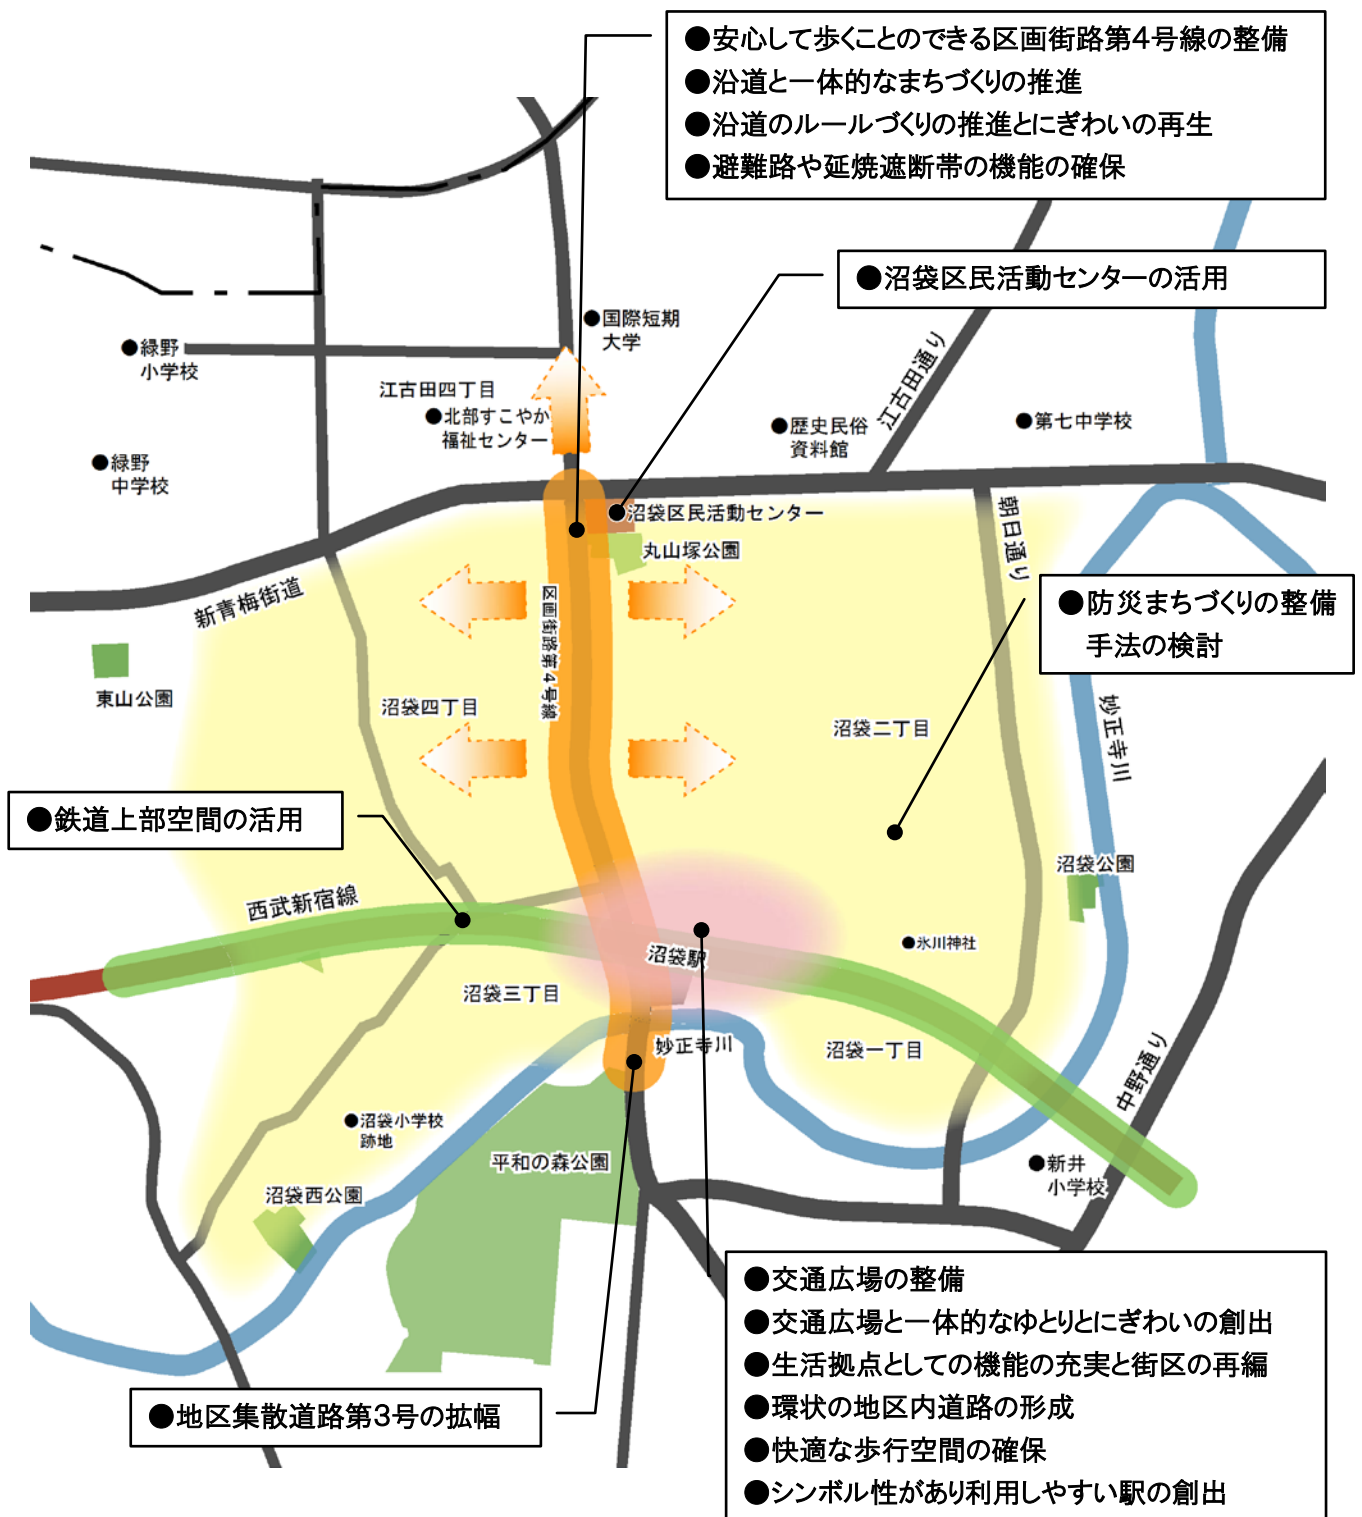 ●安心して歩くことのできる区画街路第4号線の整備
●沿道と一体的なまちづくりの推進
●沿道のルールづくりの推進とにぎわいの再生
●避難路や延焼遮断帯の機能の確保
●沼袋区民活動センターの活用
●国際短期
大学
●緑野
小学校
江古田通り
江古田四丁目
●北部すこやか
福祉センター
●歴史民俗
資料館
●第七中学校
●緑野
中学校
●沼袋区民活動センター
朝日通り
丸山塚公園
新青梅街道
区画街路第4号線
●防災まちづくりの整備
手法の検討
東山公園
沼袋四丁目
沼袋二丁目
妙正寺川
●鉄道上部空間の活用
沼袋公園
西武新宿線
●氷川神社
沼袋駅
沼袋三丁目
妙正寺川
沼袋一丁目
中野通り
●沼袋小学校
跡地
平和の森公園
●新井
小学校
沼袋西公園
●交通広場の整備
●交通広場と一体的なゆとりとにぎわいの創出
●生活拠点としての機能の充実と街区の再編
●環状の地区内道路の形成
●快適な歩行空間の確保
●シンボル性があり利用しやすい駅の創出
●地区集散道路第3号の拡幅